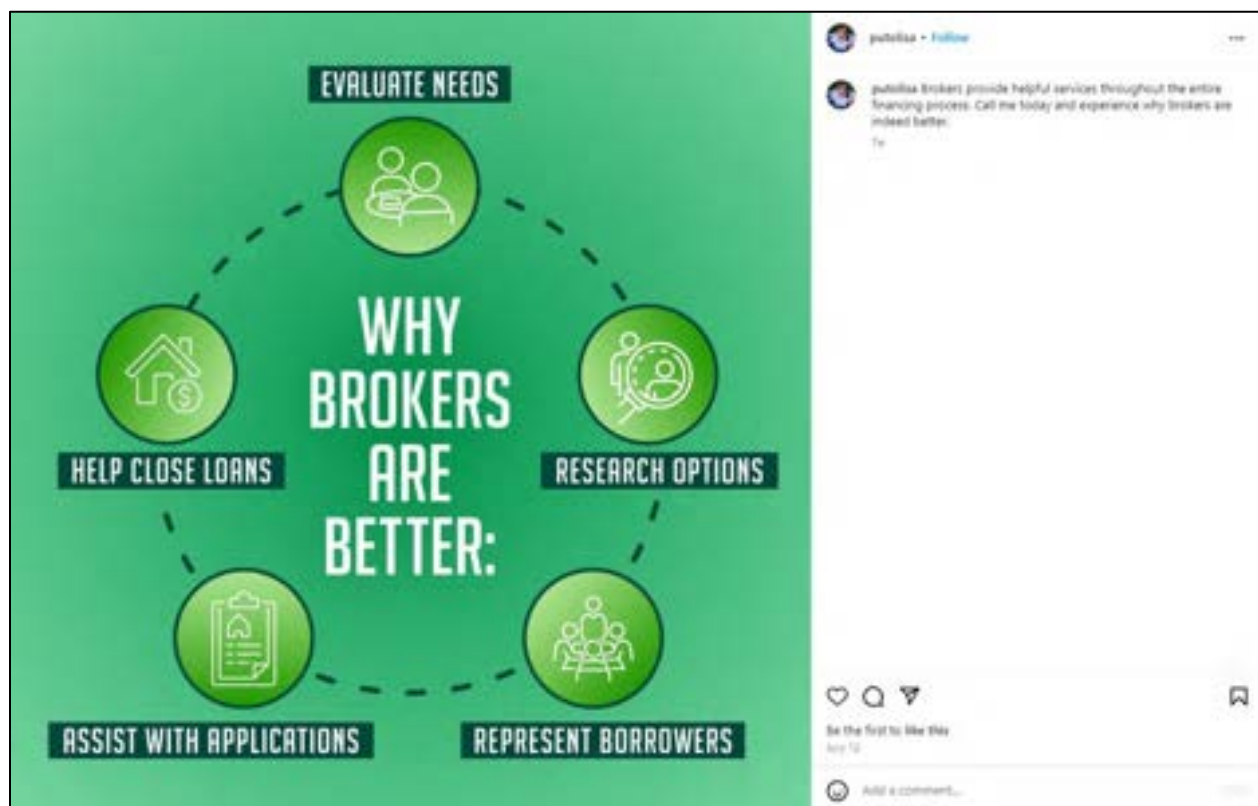 EVALUATE NEEDS
WHY
BROKERS
ARE
BETTER:
RESEARCH OPTIONS
REPRESENT BORROWERS
ASSIST WITH APPLICATIONS
HELP CLOSE LOANS
• Follow
Brokers provide helpful services throughout the entire
financing process. Call me today and experience why brokers are
indeed better.
Be the first to like this
Add a comment...